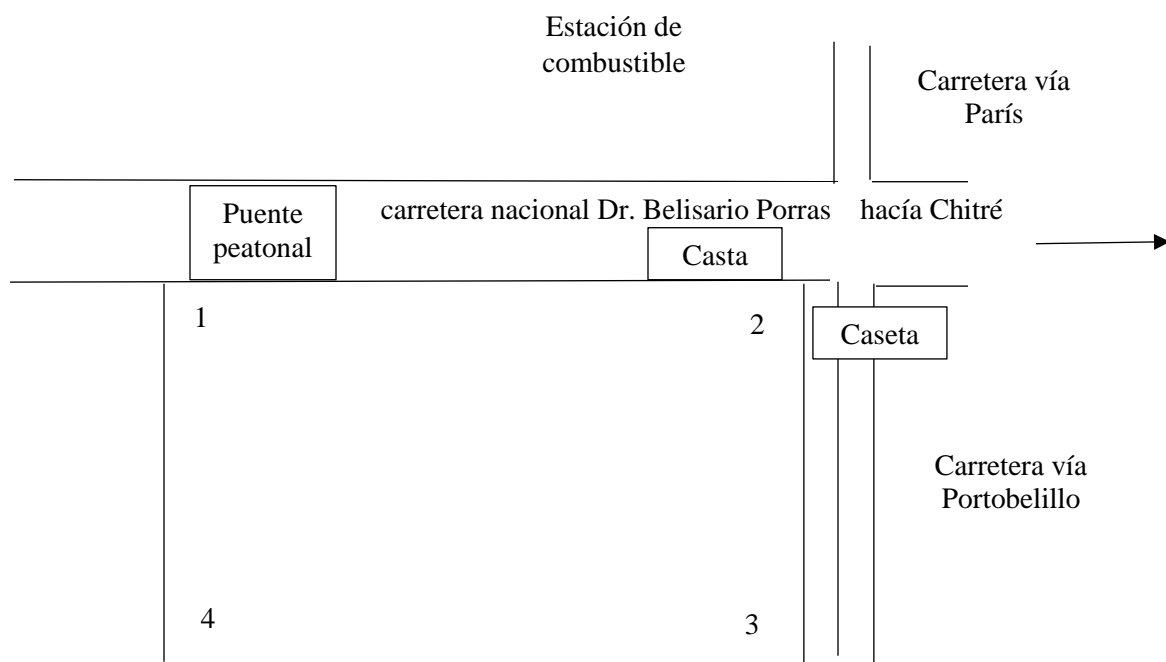 Estación de
combustible
Carretera vía
París
Puente
peatonal
carretera nacional Dr. Belisario Porras hacía Chitré
Casta
1
2
Caseta
Carretera vía
Portobelillo
4
3